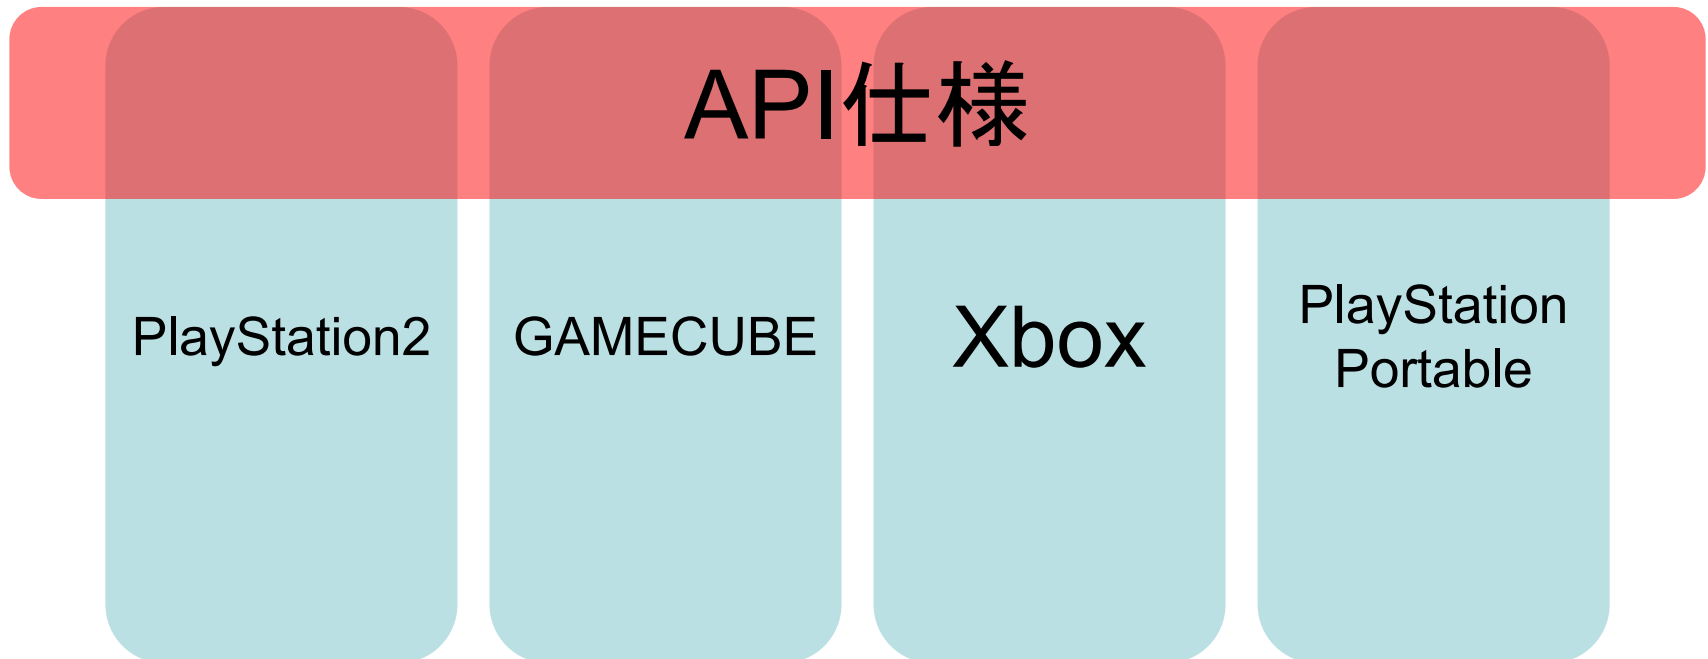 API仕様
PlayStation2
GAMECUBE
Xbox
PlayStation
Portable